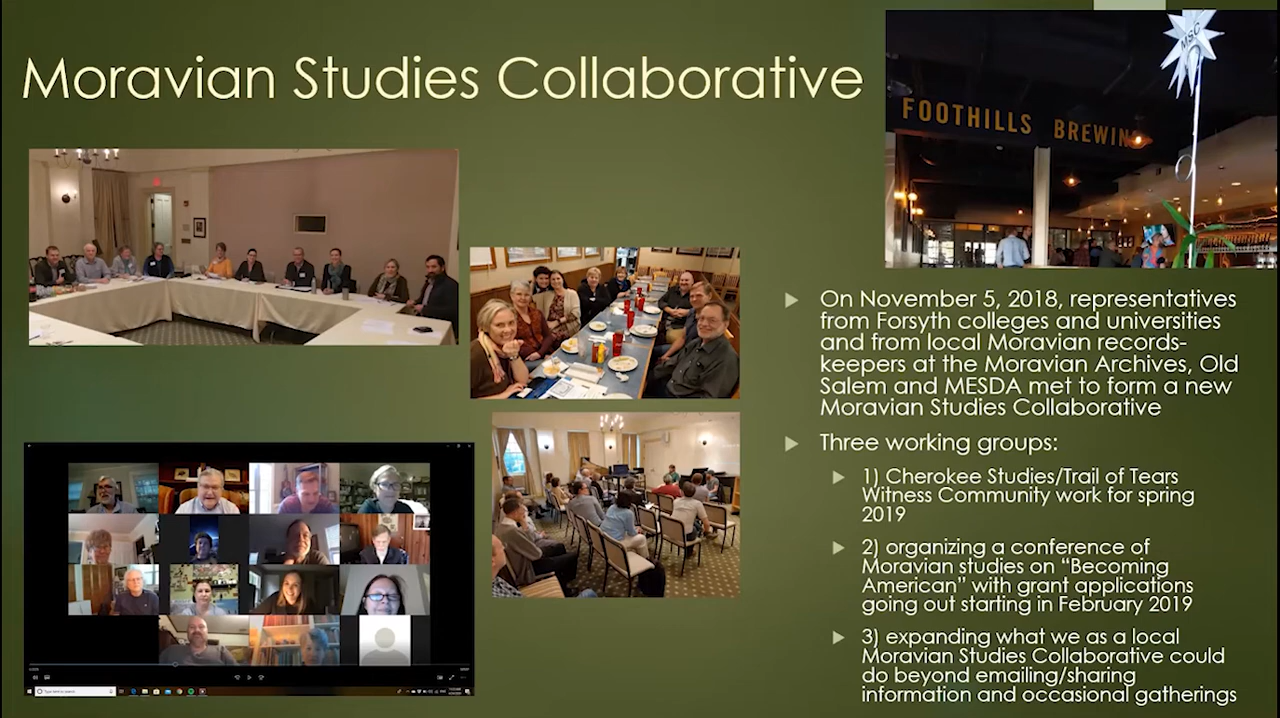 Moravian Studies Collaborative
MSC
FOOTHILLS BREWIN
On November 5, 2018, representatives
from Forsyth colleges and universities
and from local Moravian records-
keepers at the Moravian Archives, Old
Salem and MESDA met to form a new
Moravian Studies Collaborative
Three working groups:
1) Cherokee Studies/Trail of Tears
Witness Community work for spring
2019
2) organizing a conference of
Moravian studies on “Becoming
American” with grant applications
going out starting in February 2019
3) expanding what we as a local
Moravian Studies Collaborative could
do beyond emailing/sharing
information and occasional gatherings